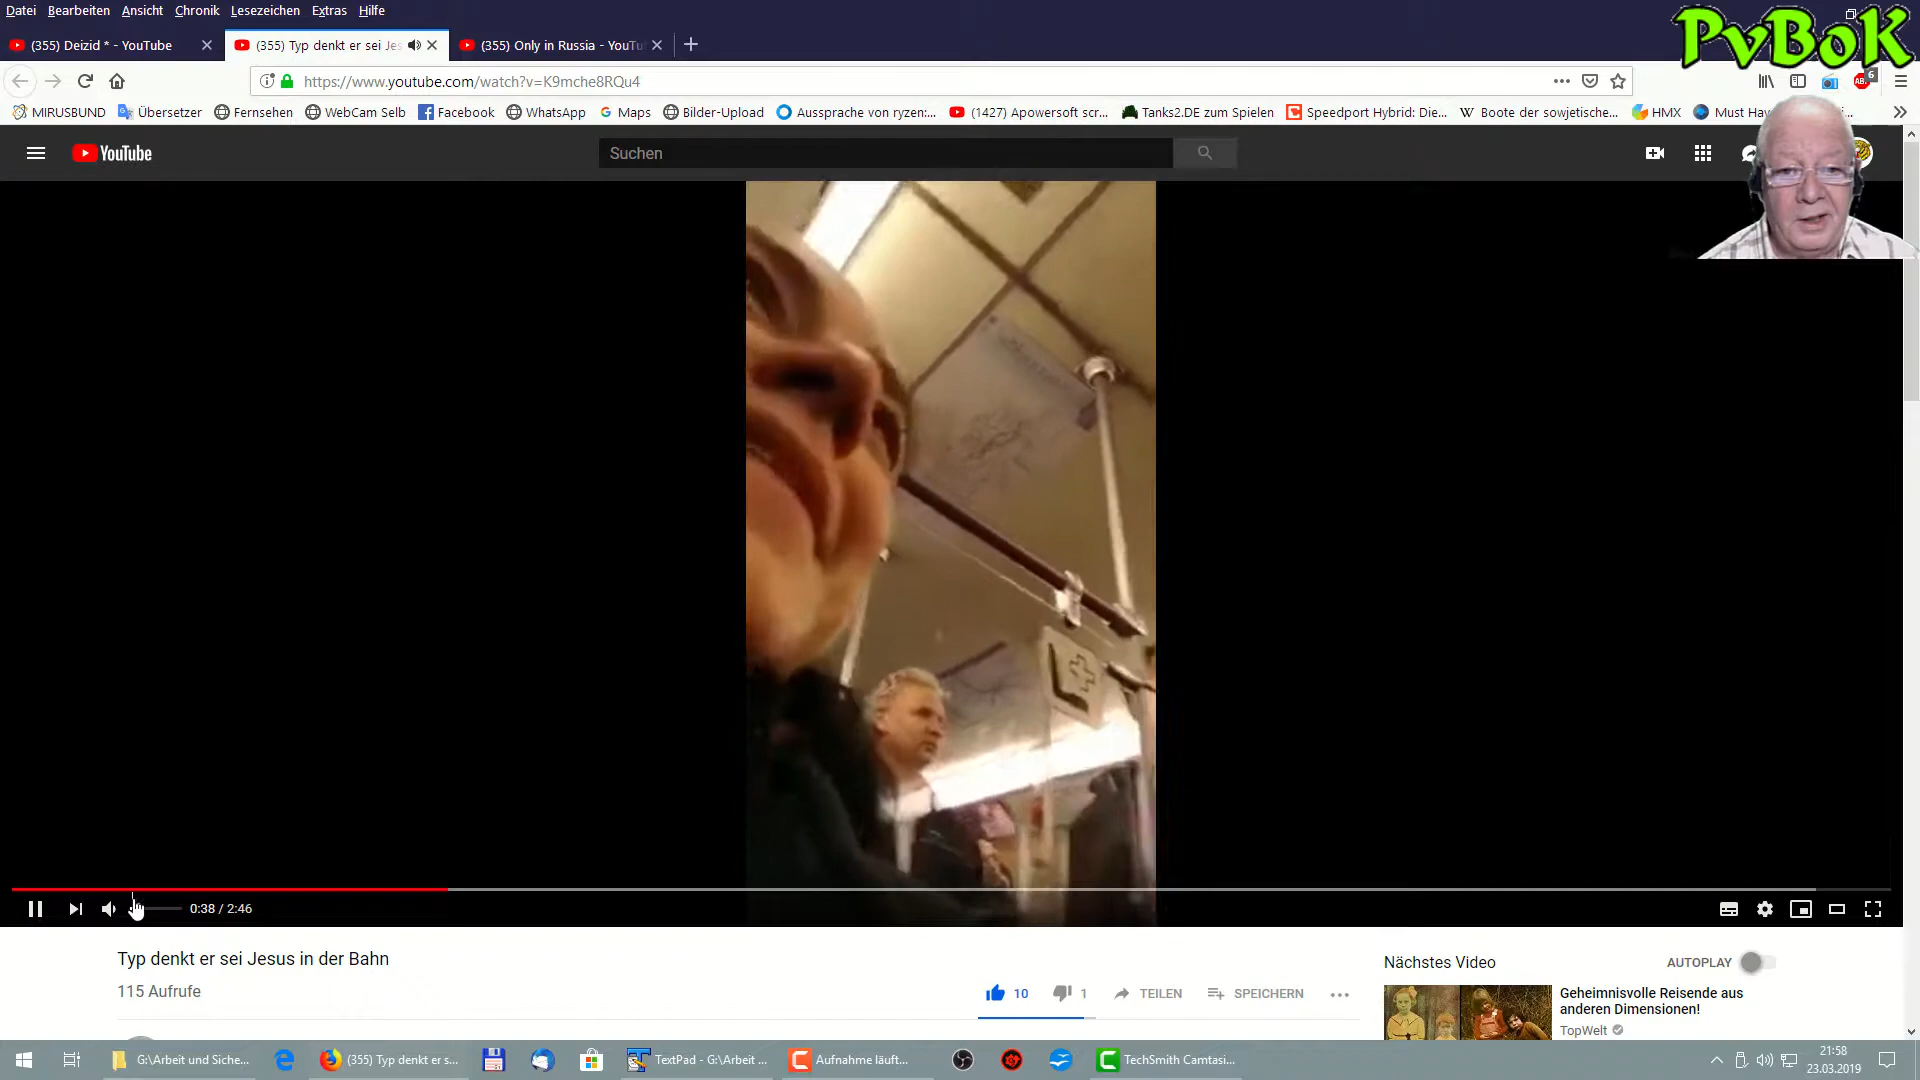 Datei Bearbeiten Ansicht Chronik Lesezeichen Extras Hilfe
PvBoK
(355) Deizid * - YouTube (355) Typ denkt er sei Jes (355) Only in Russia - YouTu
https://www.youtube.com/watch?v=K9mche8RQu4
6
MIRUSBUND Übersetzer Fernsehen WebCam Selb Facebook WhatsApp Maps Bilder-Upload Aussprache von ryzen:... (1427) Apowersoft scr... Tanks2.DE zum Spielen Speedport Hybrid: Die... Boote der sowjetische... HMX Must Hav
YouTube
Suchen
0:38 / 2:46
Typ denkt er sei Jesus in der Bahn
115 Aufrufe
10 1 TEILEN SPEICHERN
Nächstes Video AUTOPLAY
Geheimnisvolle Reisende aus
anderen Dimensionen!
TopWelt
G:\Arbeit und Siche... (355) Typ denkt er s... TextPad - G:\Arbeit ... Aufnahme läuft... TechSmith Camtasi...
21:58
23.03.2019